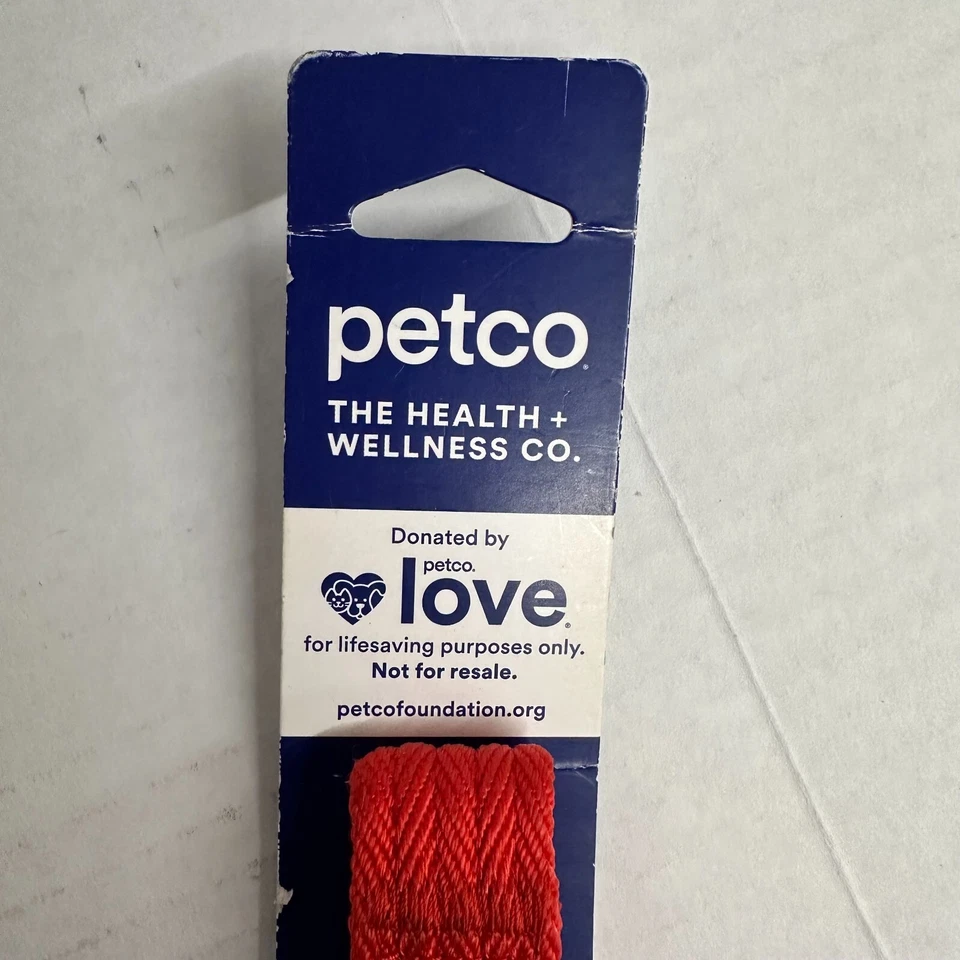 petco®
THE HEALTH +
WELLNESS CO.
Donated by
petco.
love®
for lifesaving purposes only.
Not for resale.
petcofoundation.org